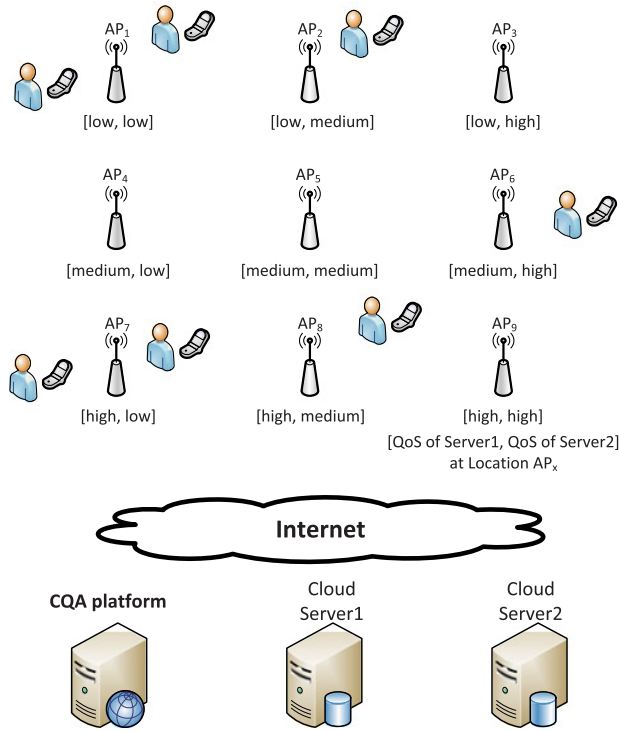 AP₁ AP₂ AP₃
[low, low] [low, medium] [low, high]
AP₄ AP₅ AP₆
[medium, low] [medium, medium] [medium, high]
AP₇ AP₈ AP₉
[high, low] [high, medium] [high, high]
[QoS of Server1, QoS of Server2]
at Location APₓ
Internet
CQA platform
Cloud
Server1
Cloud
Server2